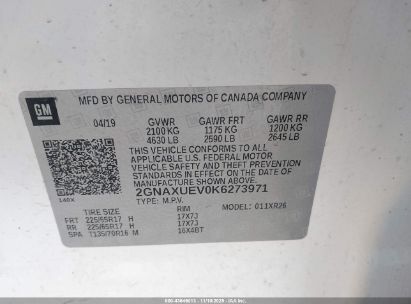 GM
MFD BY GENERAL MOTORS OF CANADA COMPANY
04/19 GVWR GAWR FRT GAWR RR
2100 KG 1175 KG 1200 KG
4630 LB 2590 LB 2645 LB
THIS VEHICLE CONFORMS TO ALL
APPLICABLE U.S. FEDERAL MOTOR
VEHICLE SAFETY AND THEFT PREVENTION
STANDARDS IN EFFECT ON THE DATE OF
MANUFACTURE SHOWN ABOVE.
2GNAXUEV0K6273971
TYPE: M.P.V. MODEL: 011XR26
TIRE SIZE RIM
FRT 225/65R17 H 17X7J
RR 225/65R17 H 17X7J
SPA T135/70R16 M 16X4BT